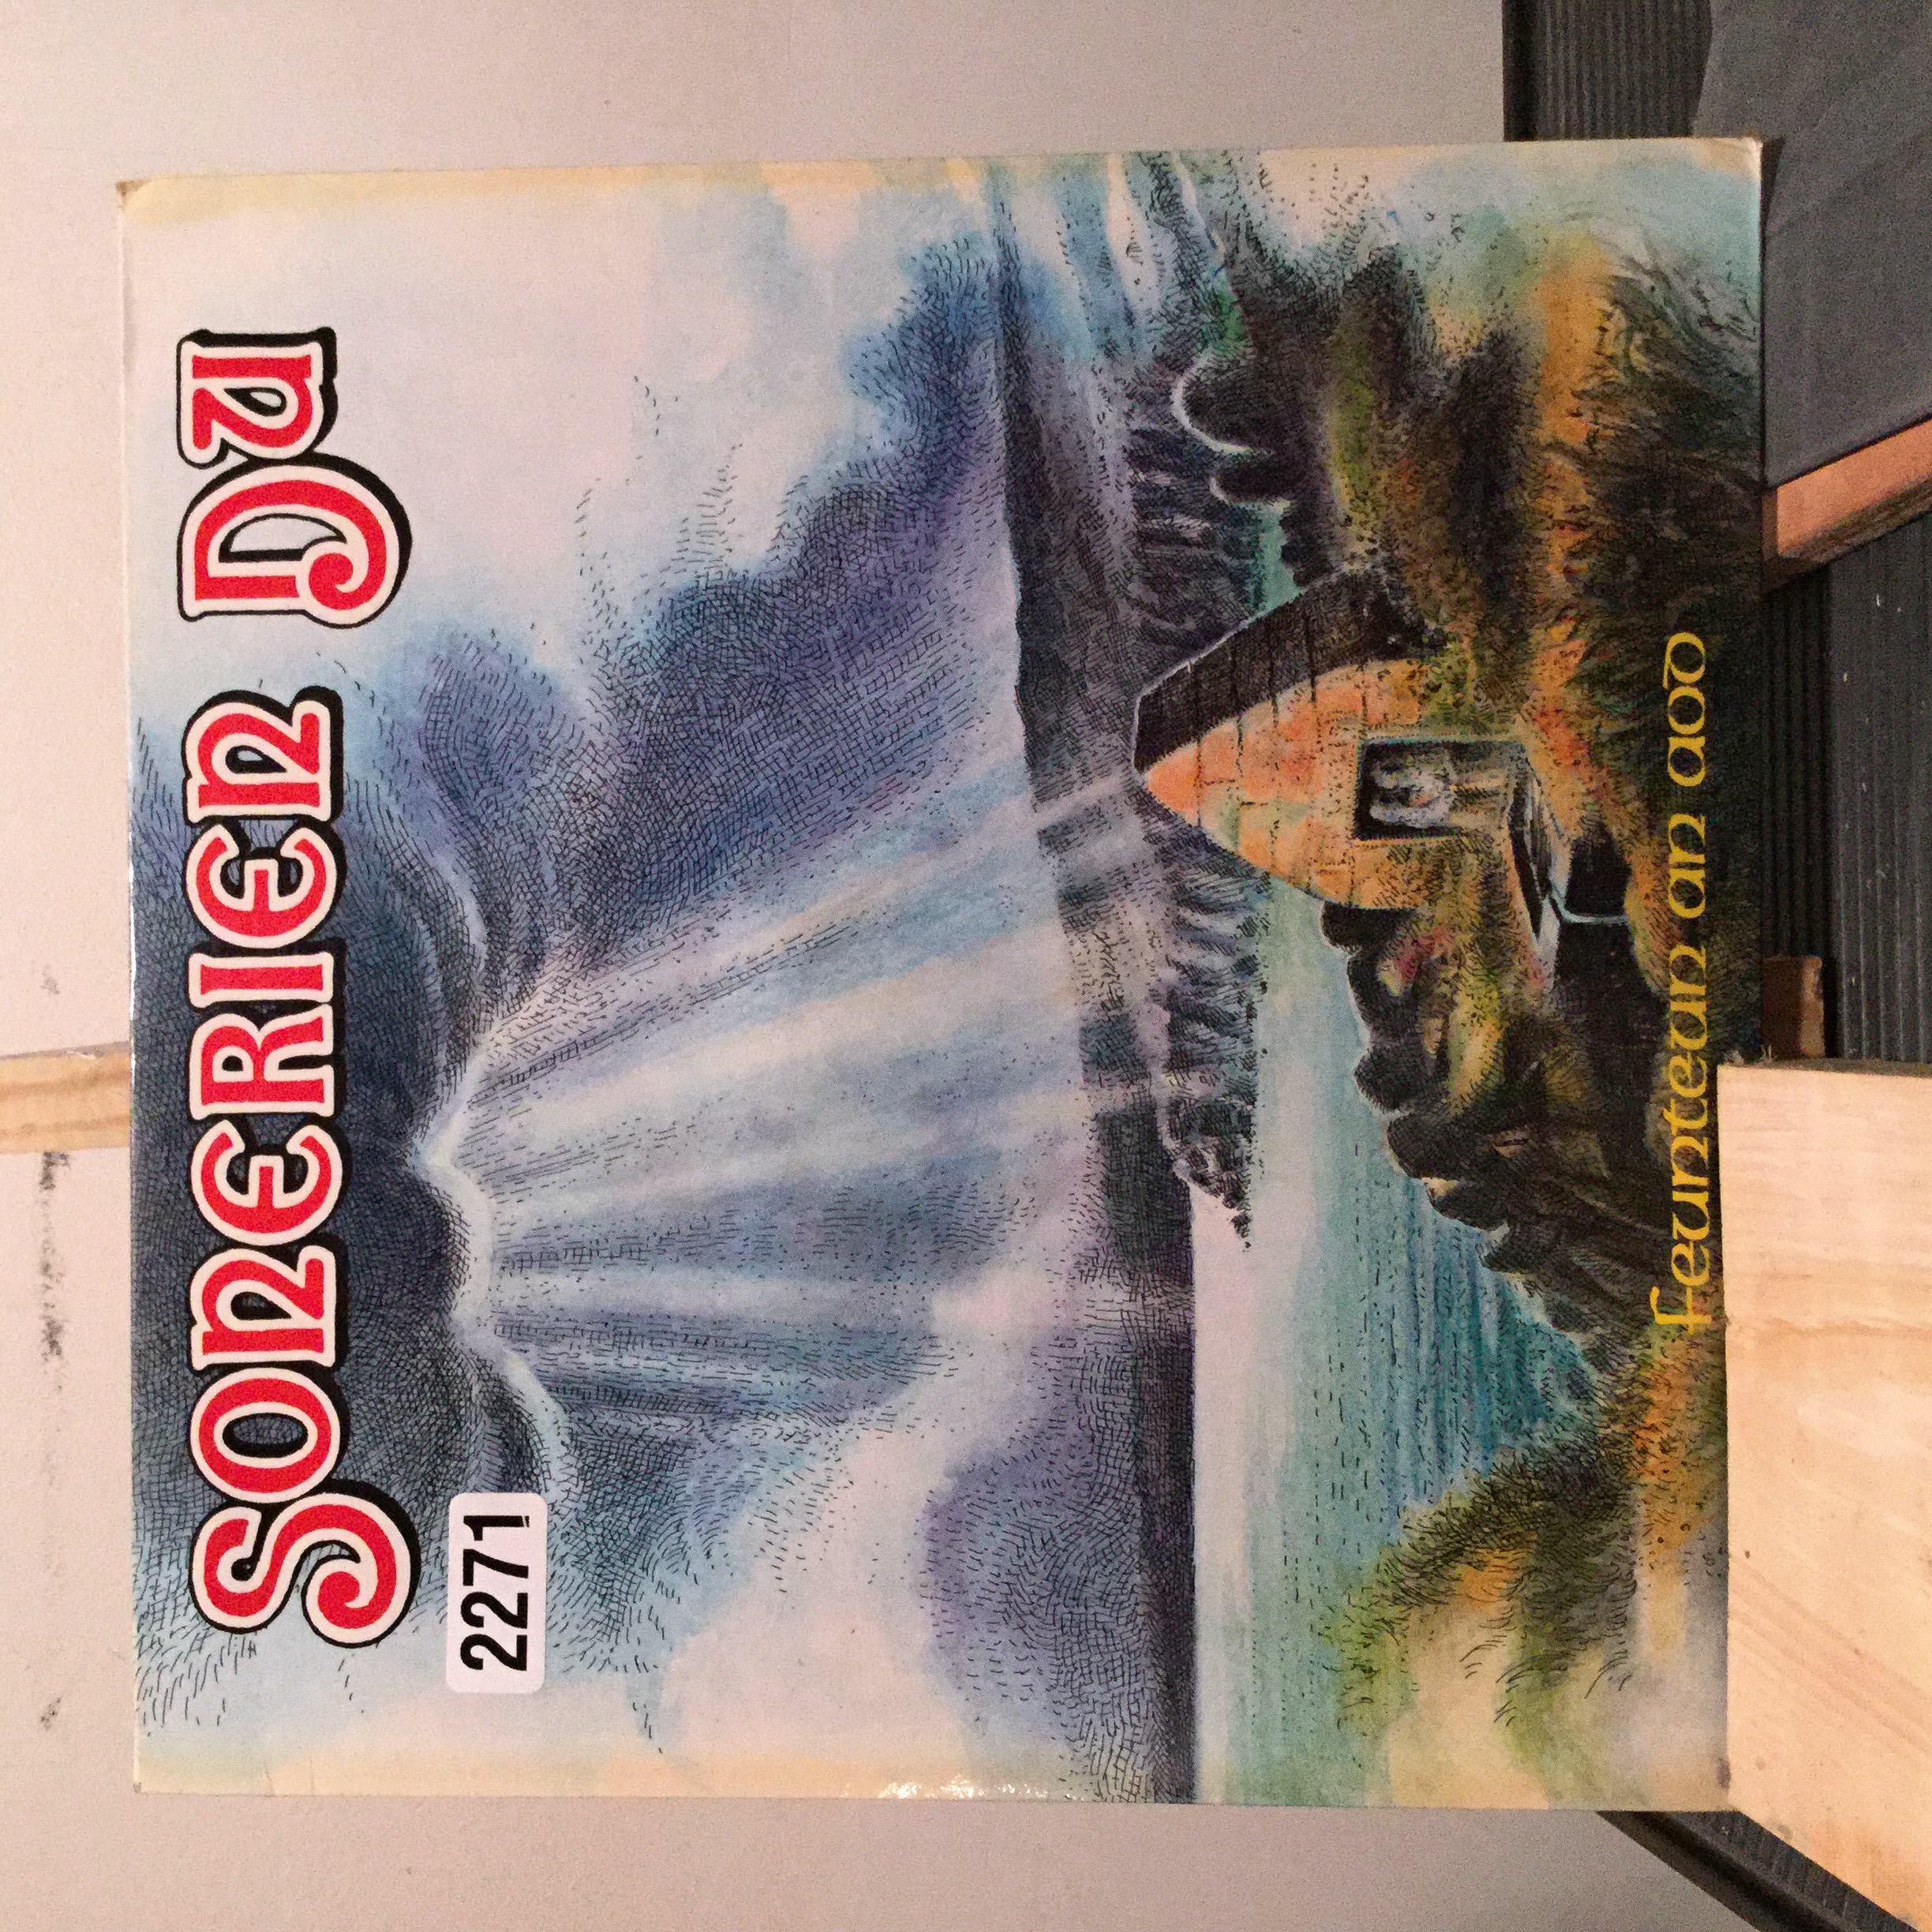 Sonerien Du
2271
feunteun an aod